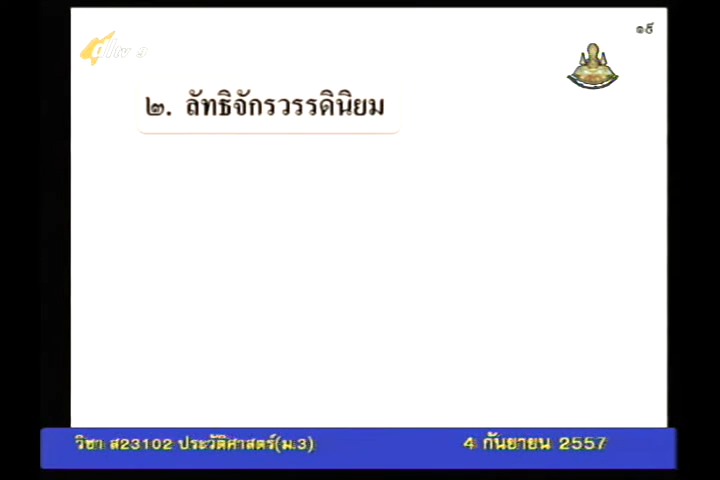 ๑๕
๒. ลัทธิจักรวรรดินิยม
วิชา ส23102 ประวัติศาสตร์(ม.3)
4 กันยายน 2557